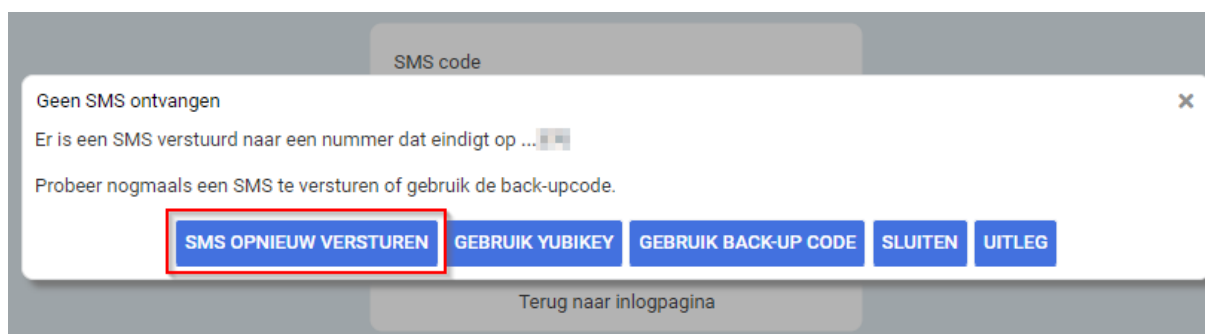 SMS code
Geen SMS ontvangen
Er is een SMS verstuurd naar een nummer dat eindigt op ...
Probeer nogmaals een SMS te versturen of gebruik de back-upcode.
SMS OPNIEUW VERSTUREN GEBRUIK YUBIKEY GEBRUIK BACK-UP CODE SLUITEN UITLEG
Terug naar inlogpagina